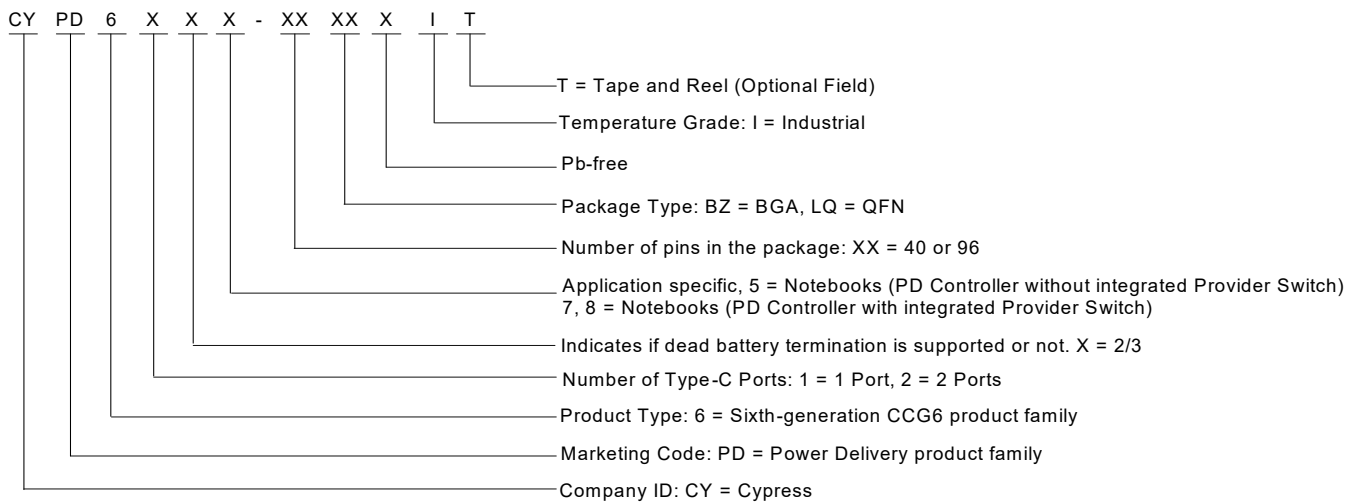 CY PD 6 X X X - XX XX X I T
T = Tape and Reel (Optional Field)
Temperature Grade: I = Industrial
Pb-free
Package Type: BZ = BGA, LQ = QFN
Number of pins in the package: XX = 40 or 96
Application specific, 5 = Notebooks (PD Controller without integrated Provider Switch)
7, 8 = Notebooks (PD Controller with integrated Provider Switch)
Indicates if dead battery termination is supported or not. X = 2/3
Number of Type-C Ports: 1 = 1 Port, 2 = 2 Ports
Product Type: 6 = Sixth-generation CCG6 product family
Marketing Code: PD = Power Delivery product family
Company ID: CY = Cypress